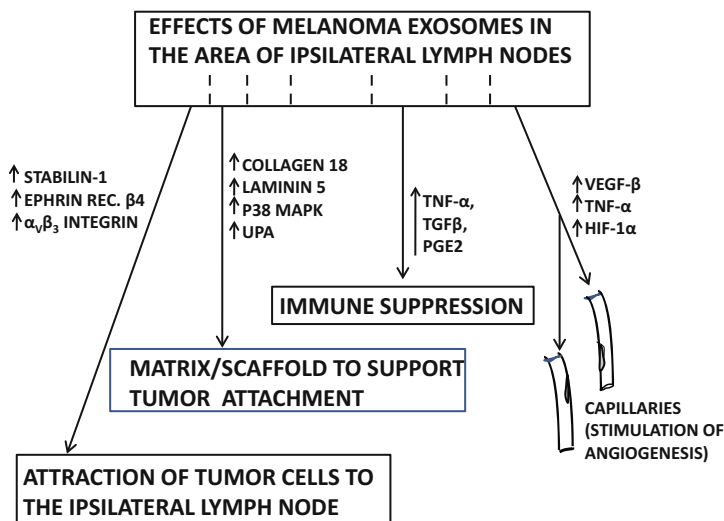 EFFECTS OF MELANOMA EXOSOMES IN
THE AREA OF IPSILATERAL LYMPH NODES
↑ STABILIN-1
↑ EPHRIN REC. β4
↑ αvβ3 INTEGRIN
↑ COLLAGEN 18
↑ LAMININ 5
↑ P38 MAPK
↑ UPA
↑ TNF-α,
TGFβ,
PGE2
↑ VEGF-β
↑ TNF-α
↑ HIF-1α
IMMUNE SUPPRESSION
MATRIX/SCAFFOLD TO SUPPORT
TUMOR ATTACHMENT
CAPILLARIES
(STIMULATION OF
ANGIOGENESIS)
ATTRACTION OF TUMOR CELLS TO
THE IPSILATERAL LYMPH NODE